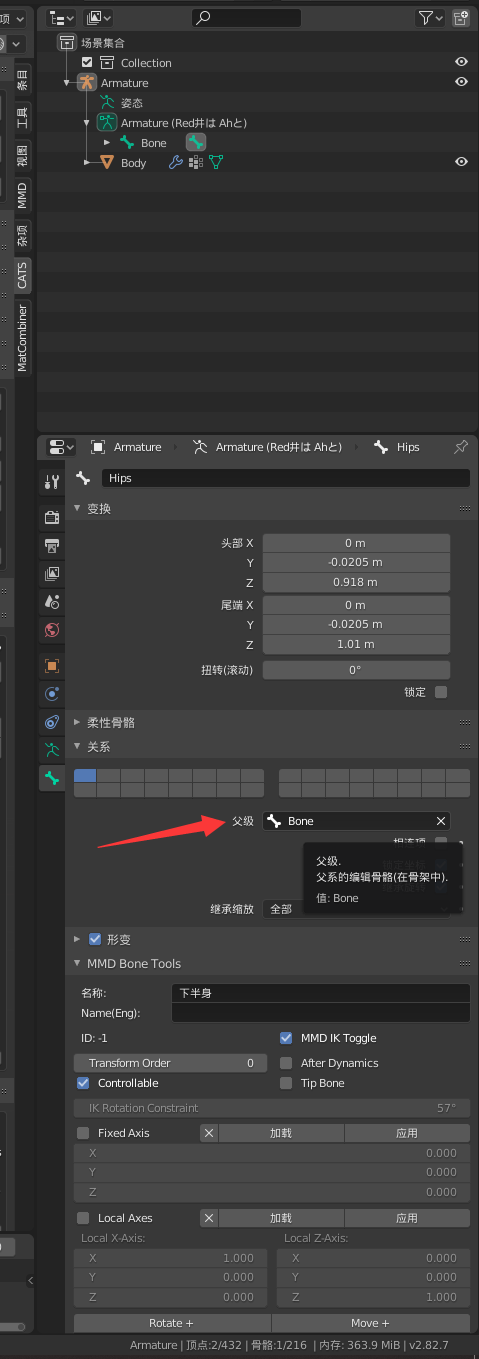 项
场景集合
Collection
Armature
姿态
Armature (Red井は Ahと)
Bone
Body
条目
工具
视图
MMD
杂项
CATS
MatCombiner
Armature
Armature (Red井は Ahと)
Hips
Hips
变换
头部 X 0 m
Y -0.0205 m
Z 0.918 m
尾端 X 0 m
Y -0.0205 m
Z 1.01 m
扭转(滚动) 0°
锁定
柔性骨骼
关系
父级 Bone
父级.
父系的编辑骨骼(在骨架中).
值: Bone
继承缩放 全部
形变
MMD Bone Tools
名称: 下半身
Name(Eng):
ID: -1 MMD IK Toggle
Transform Order 0 After Dynamics
Controllable Tip Bone
IK Rotation Constraint 57°
Fixed Axis 加载 应用
X 0.000
Y 0.000
Z 0.000
Local Axes 加载 应用
Local X-Axis: Local Z-Axis:
X 1.000 X 0.000
Y 0.000 Y 0.000
Z 0.000 Z 1.000
Rotate + Move +
Armature | 顶点:2/432 | 骨骼:1/216 | 内存: 363.9 MiB | v2.82.7